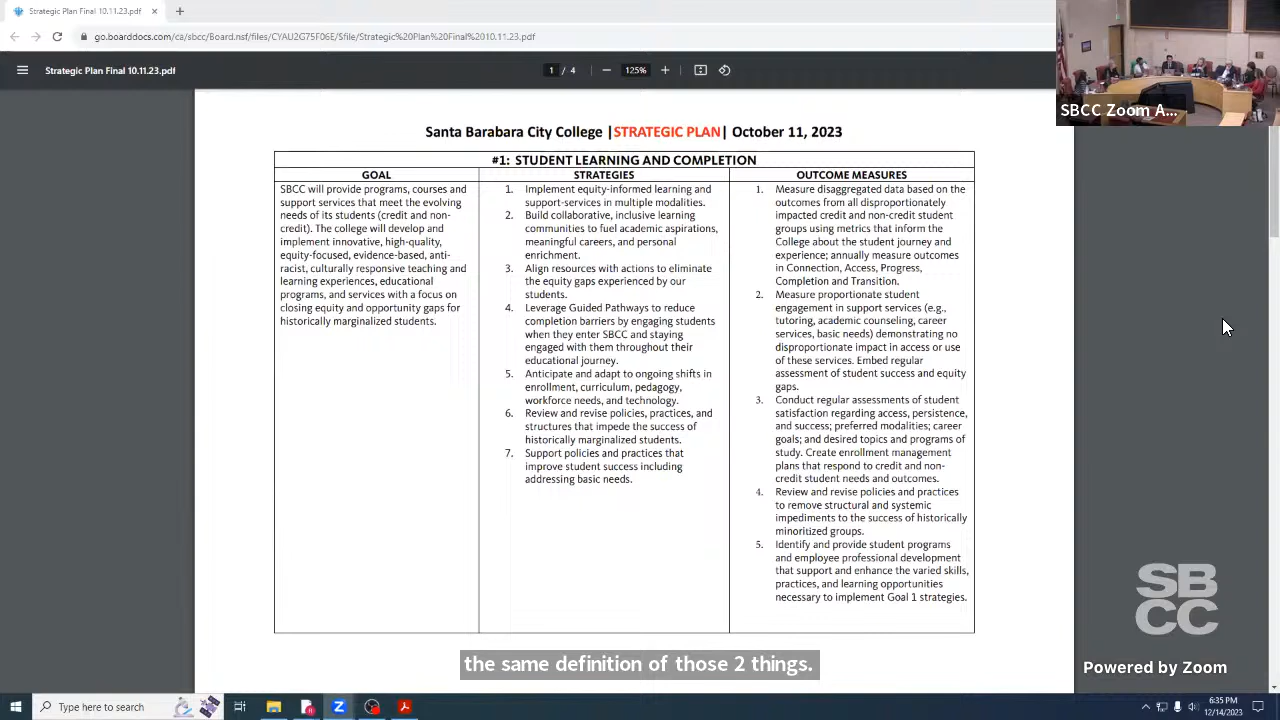 Strategic Plan Final 10.11.23.pdf
go.boarddocs.com/ca/sbcc/Board.nsf/files/CYAU2G75F06E/$file/Strategic%20Plan%20Final%2010.11.23.pdf
Strategic Plan Final 10.11.23.pdf
1 / 4
125%
SBCC Zoom A...
Santa Barabara City College |STRATEGIC PLAN| October 11, 2023
#1: STUDENT LEARNING AND COMPLETION
GOAL
SBCC will provide programs, courses and
support services that meet the evolving
needs of its students (credit and non-
credit). The college will develop and
implement innovative, high-quality,
equity-focused, evidence-based, anti-
racist, culturally responsive teaching and
learning experiences, educational
programs, and services with a focus on
closing equity and opportunity gaps for
historically marginalized students.
STRATEGIES
1. Implement equity-informed learning and
support-services in multiple modalities.
2. Build collaborative, inclusive learning
communities to fuel academic aspirations,
meaningful careers, and personal
enrichment.
3. Align resources with actions to eliminate
the equity gaps experienced by our
students.
4. Leverage Guided Pathways to reduce
completion barriers by engaging students
when they enter SBCC and staying
engaged with them throughout their
educational journey.
5. Anticipate and adapt to ongoing shifts in
enrollment, curriculum, pedagogy,
workforce needs, and technology.
6. Review and revise policies, practices, and
structures that impede the success of
historically marginalized students.
7. Support policies and practices that
improve student success including
addressing basic needs.
OUTCOME MEASURES
1. Measure disaggregated data based on the
outcomes from all disproportionately
impacted credit and non-credit student
groups using metrics that inform the
College about the student journey and
experience; annually measure outcomes
in Connection, Access, Progress,
Completion and Transition.
2. Measure proportionate student
engagement in support services (e.g.,
tutoring, academic counseling, career
services, basic needs) demonstrating no
disproportionate impact in access or use
of these services. Embed regular
assessment of student success and equity
gaps.
3. Conduct regular assessments of student
satisfaction regarding access, persistence,
and success; preferred modalities; career
goals; and desired topics and programs of
study. Create enrollment management
plans that respond to credit and non-
credit student needs and outcomes.
4. Review and revise policies and practices
to remove structural and systemic
impediments to the success of historically
minoritized groups.
5. Identify and provide student programs
and employee professional development
that support and enhance the varied skills,
practices, and learning opportunities
necessary to implement Goal 1 strategies.
SB
CC
Powered by Zoom
the same definition of those 2 things.
Type here to search
6:35 PM
12/14/2023